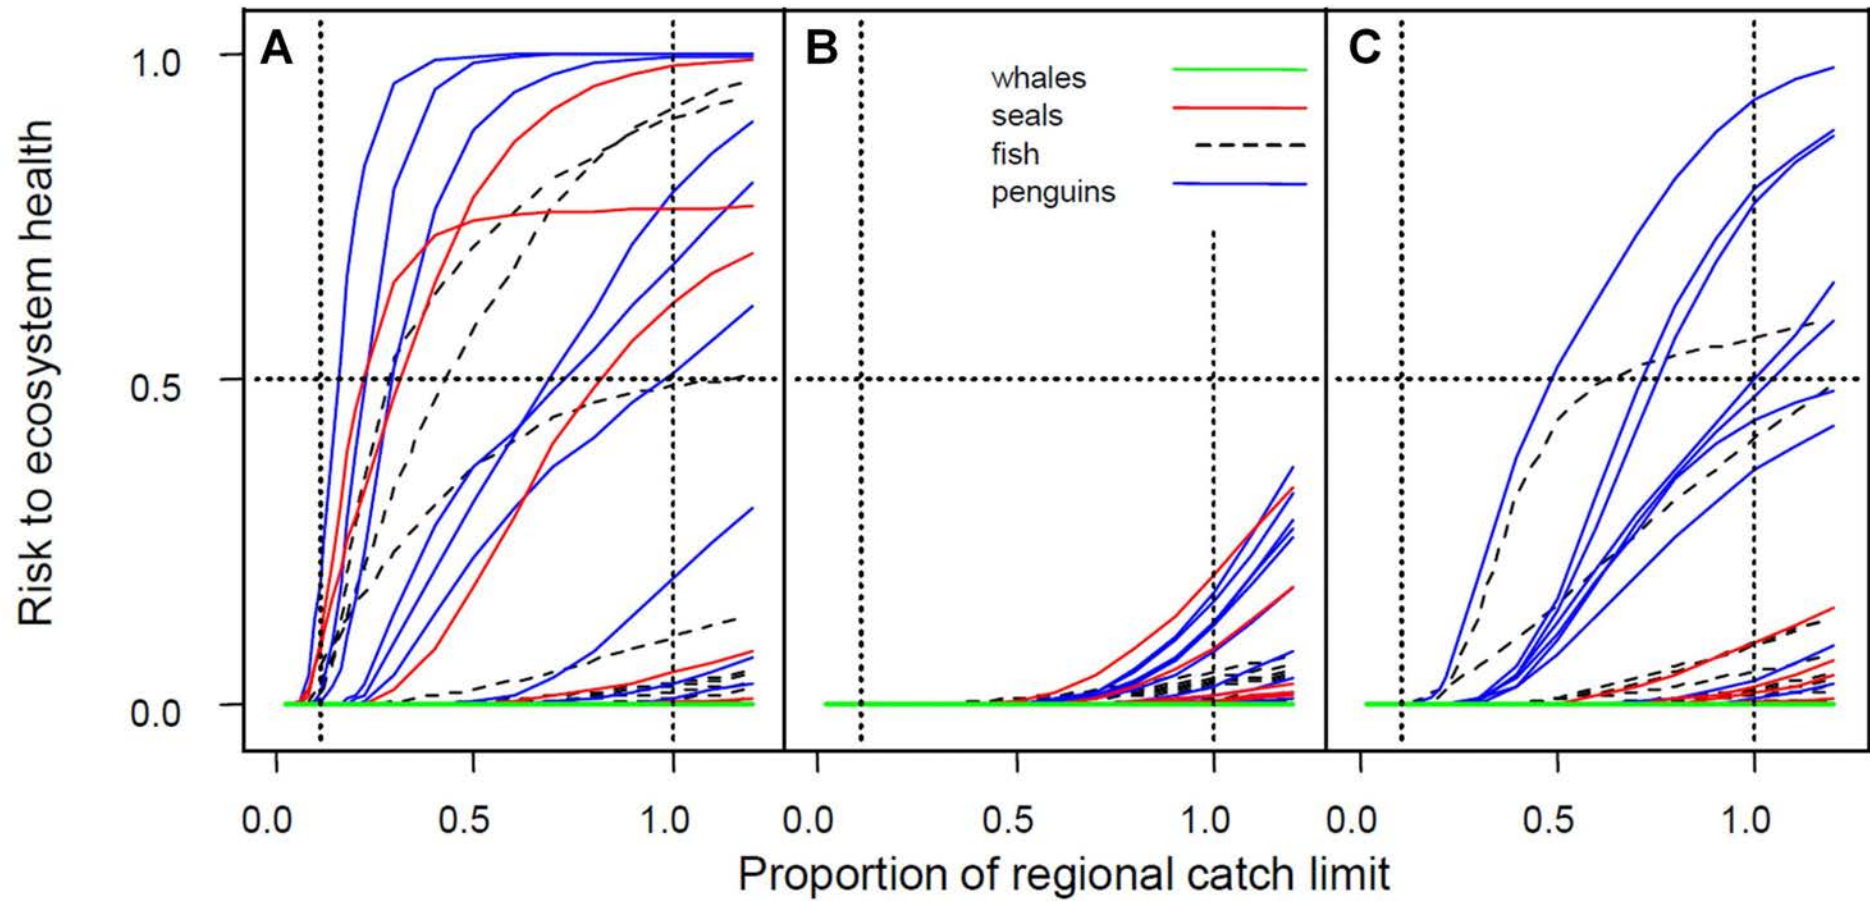 A
B
C
whales
seals
fish
penguins
Risk to ecosystem health
1.0
0.5
0.0
0.0 0.5 1.0 0.0 0.5 1.0 0.0 0.5 1.0
Proportion of regional catch limit